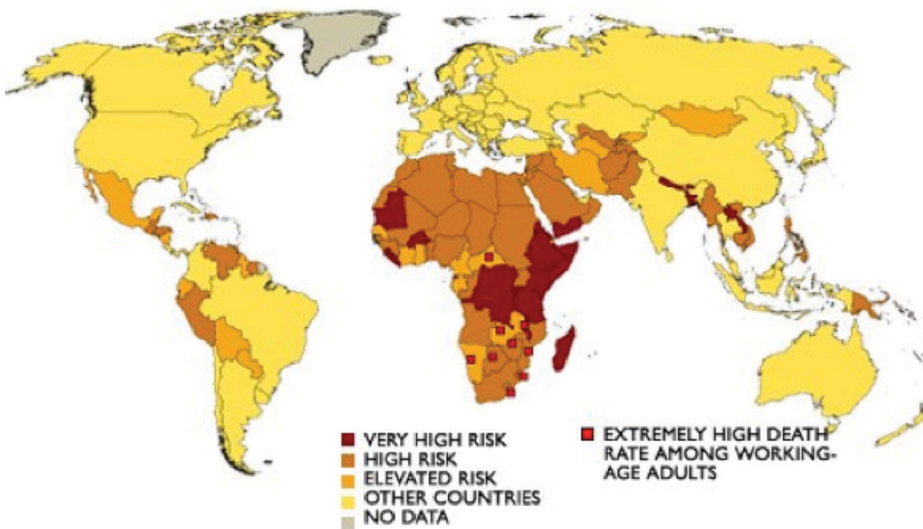 VERY HIGH RISK
HIGH RISK
ELEVATED RISK
OTHER COUNTRIES
NO DATA
EXTREMELY HIGH DEATH
RATE AMONG WORKING-
AGE ADULTS